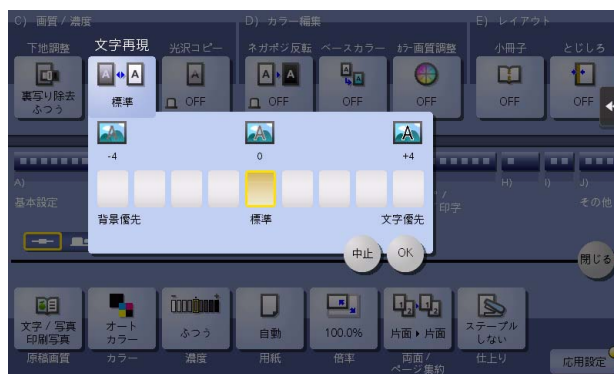 C) 画質 / 濃度
D) カラー編集
E) レイアウト
下地調整
文字再現
光沢コピー
ネガポジ反転
ベースカラー
カラー画質調整
小冊子
とじしろ
裏写り除去
ふつう
標準
OFF
OFF
OFF
OFF
OFF
OFF
-4
0
+4
背景優先
標準
文字優先
中止
OK
A)
基本設定
印字
H)
I)
J)
その他
閉じる
文字 / 写真
印刷写真
オート
カラー
ふつう
自動
100.0%
片面 ▶ 片面
ステープル
しない
原稿画質
カラー
濃度
用紙
倍率
両面 /
ページ集約
仕上り
応用設定